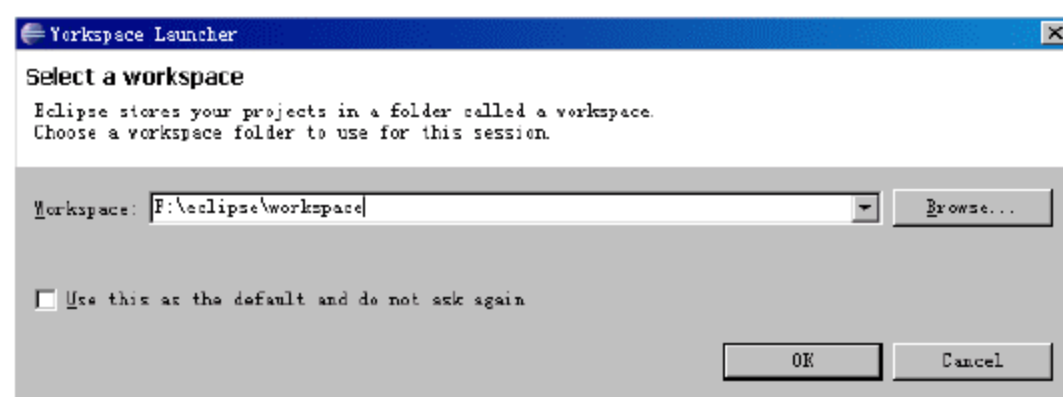 Workspace Launcher
Select a workspace
Eclipse stores your projects in a folder called a workspace.
Choose a workspace folder to use for this session.
Workspace: F:\eclipse\workspace Browse...
Use this as the default and do not ask again
OK Cancel